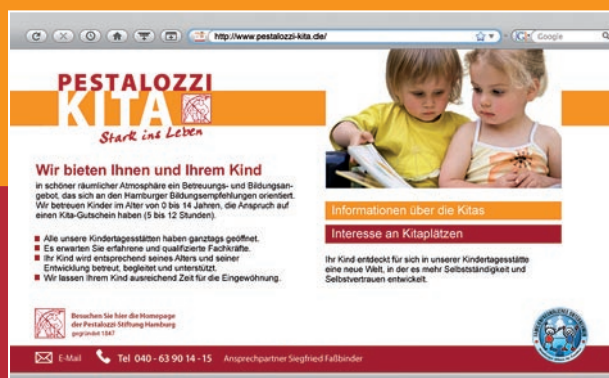 http://www.pestalozzi-kita.de/
Google
PESTALOZZI
KITA
Stark ins Leben
Wir bieten Ihnen und Ihrem Kind
in schöner räumlicher Atmosphäre ein Betreuungs- und Bildungsan-
gebot, das sich an den Hamburger Bildungsempfehlungen orientiert.
Wir betreuen Kinder im Alter von 0 bis 14 Jahren, die Anspruch auf
einen Kita-Gutschein haben (5 bis 12 Stunden).
Alle unsere Kindertagesstätten haben ganztags geöffnet.
Es erwarten Sie erfahrene und qualifizierte Fachkräfte.
Ihr Kind wird entsprechend seines Alters und seiner
Entwicklung betreut, begleitet und unterstützt.
Wir lassen Ihrem Kind ausreichend Zeit für die Eingewöhnung.
Informationen über die Kitas
Interesse an Kitaplätzen
Ihr Kind entdeckt für sich in unserer Kindertagesstätte
eine neue Welt, in der es mehr Selbstständigkeit und
Selbstvertrauen entwickelt.
Besuchen Sie hier die Homepage
der Pestalozzi-Stiftung Hamburg
gegründet 1847
E-Mail Tel 040 - 63 90 14 - 15 Ansprechpartner Siegfried Faßbinder